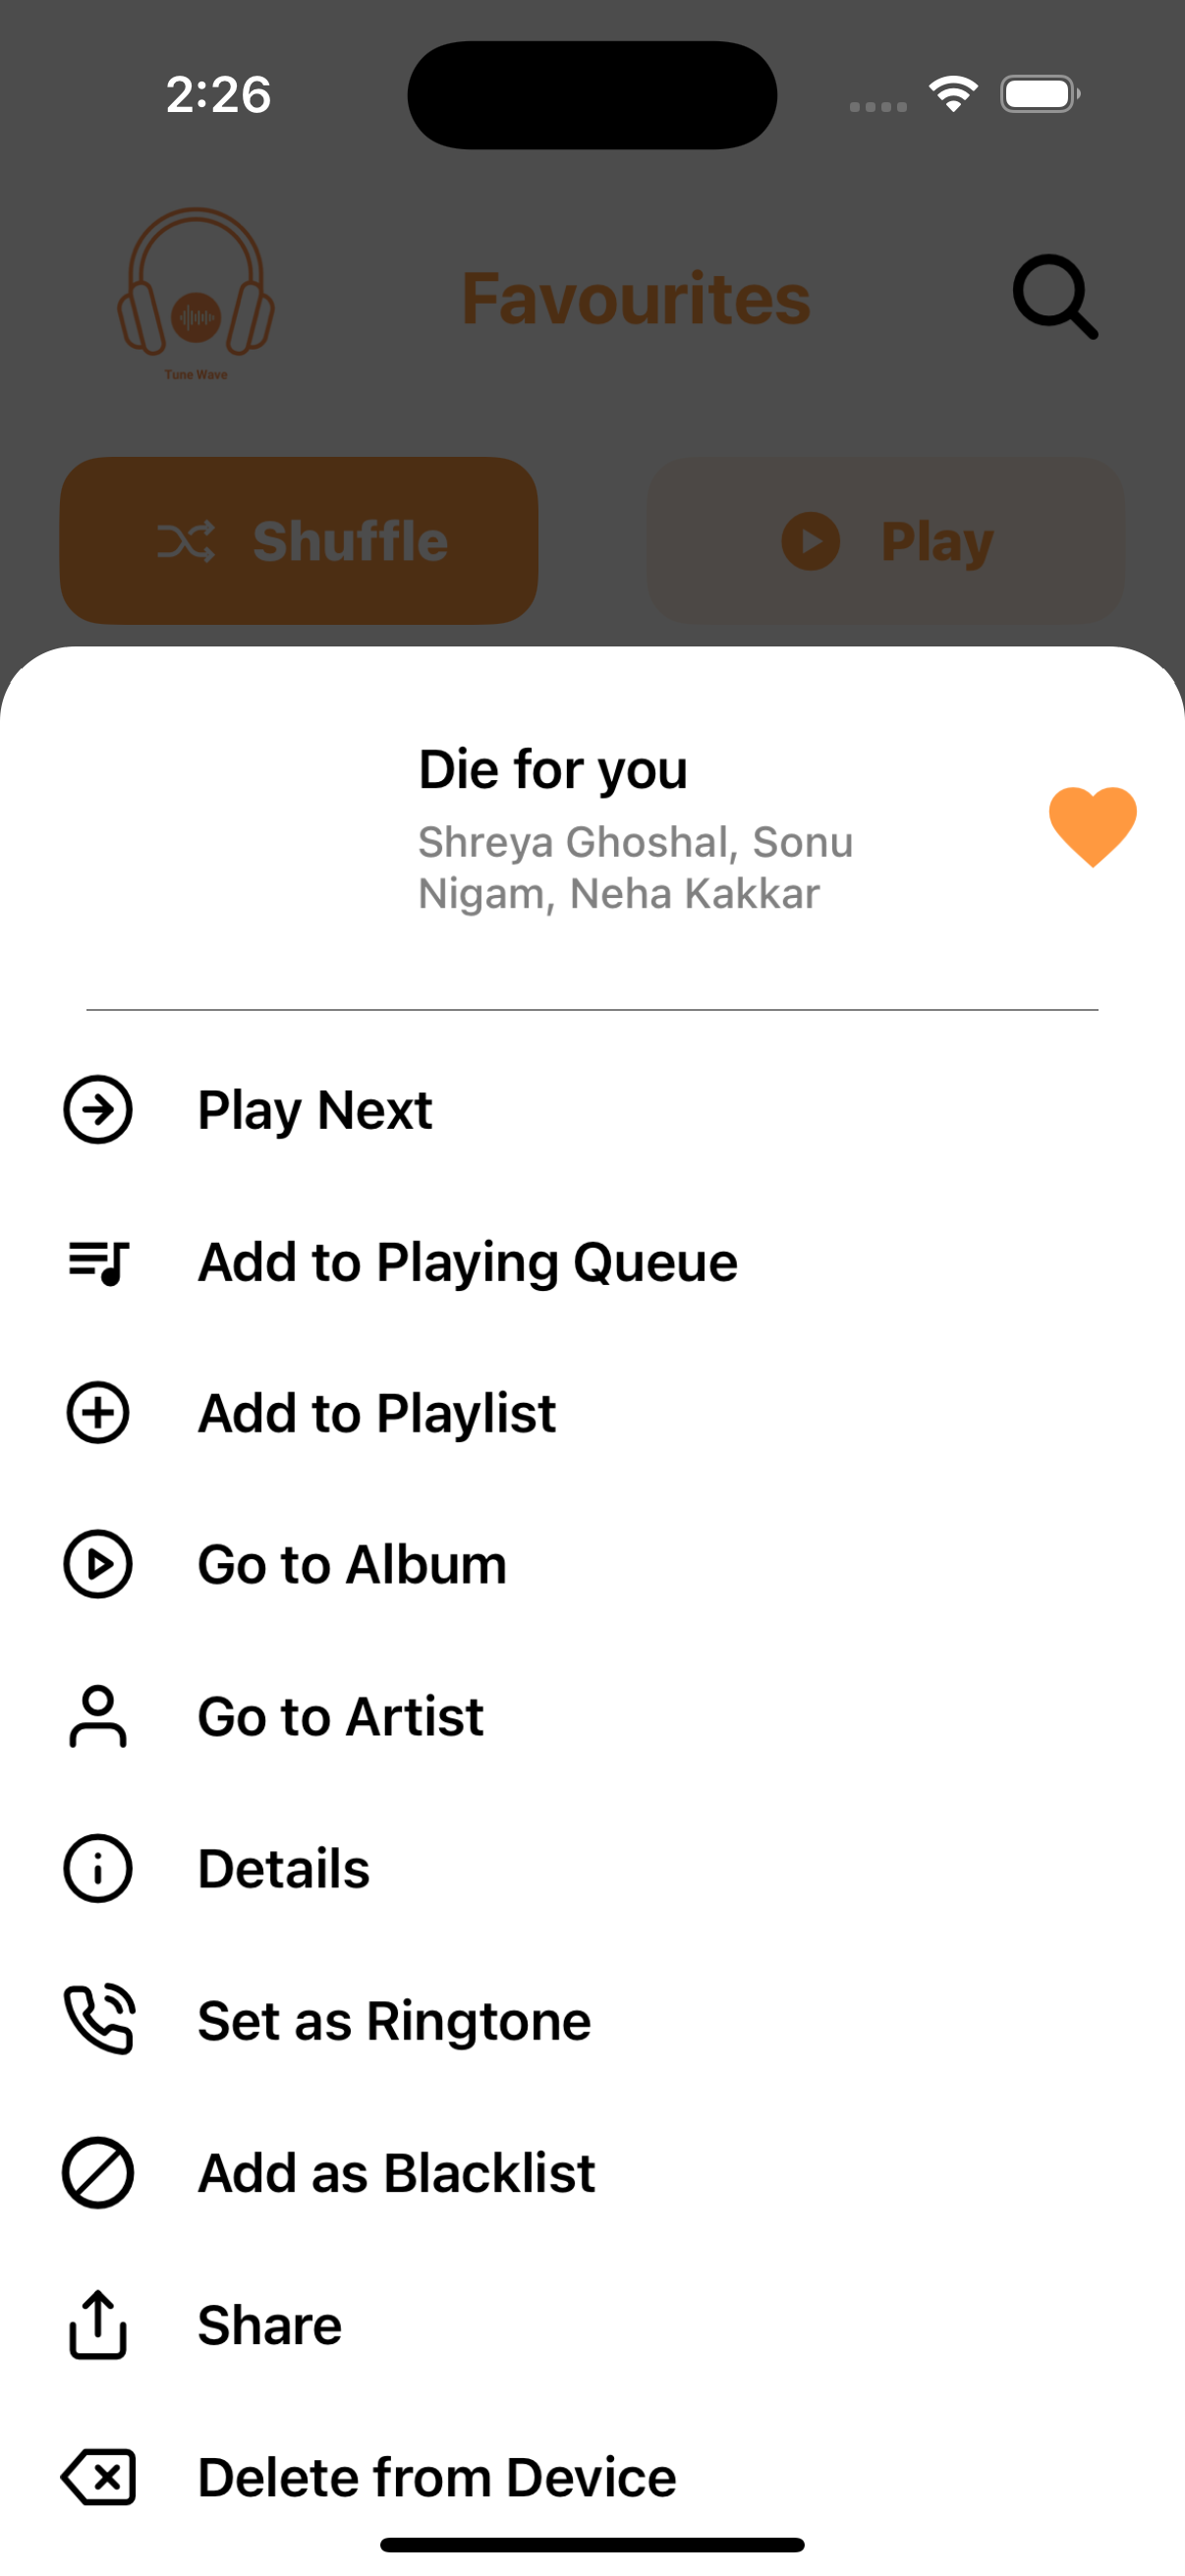 2:26
Tune Wave
Favourites
Shuffle
Play
Die for you
Shreya Ghoshal, Sonu
Nigam, Neha Kakkar
Play Next
Add to Playing Queue
Add to Playlist
Go to Album
Go to Artist
Details
Set as Ringtone
Add as Blacklist
Share
Delete from Device